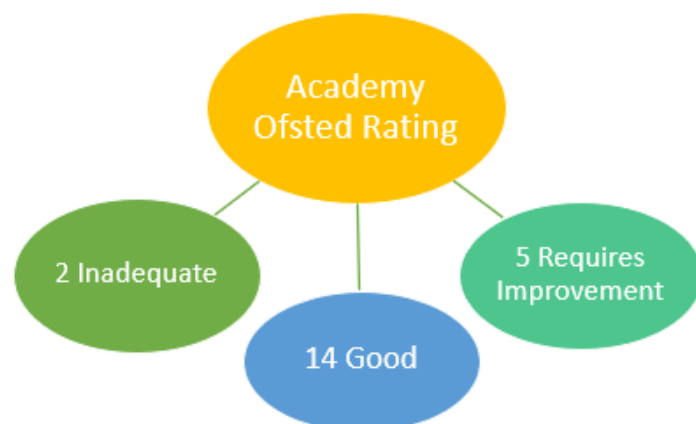 Academy
Ofsted Rating
2 Inadequate
14 Good
5 Requires
Improvement